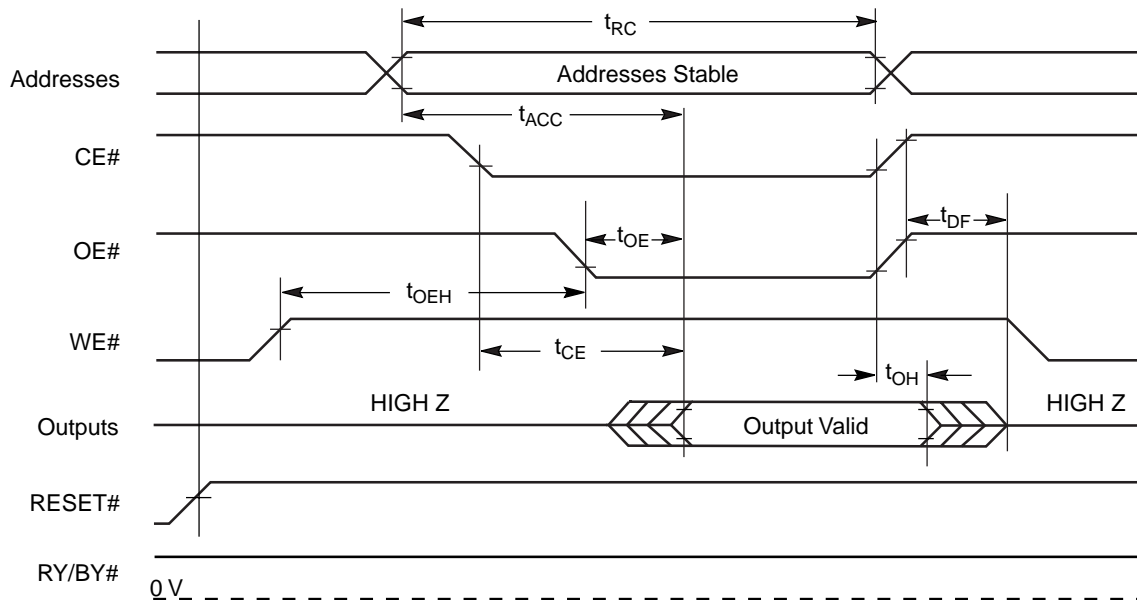 tRC
Addresses
Addresses Stable
tACC
CE#
tDF
OE#
tOE
tOEH
WE#
tCE
tOH
HIGH Z
HIGH Z
Outputs
Output Valid
RESET#
RY/BY#
0 V